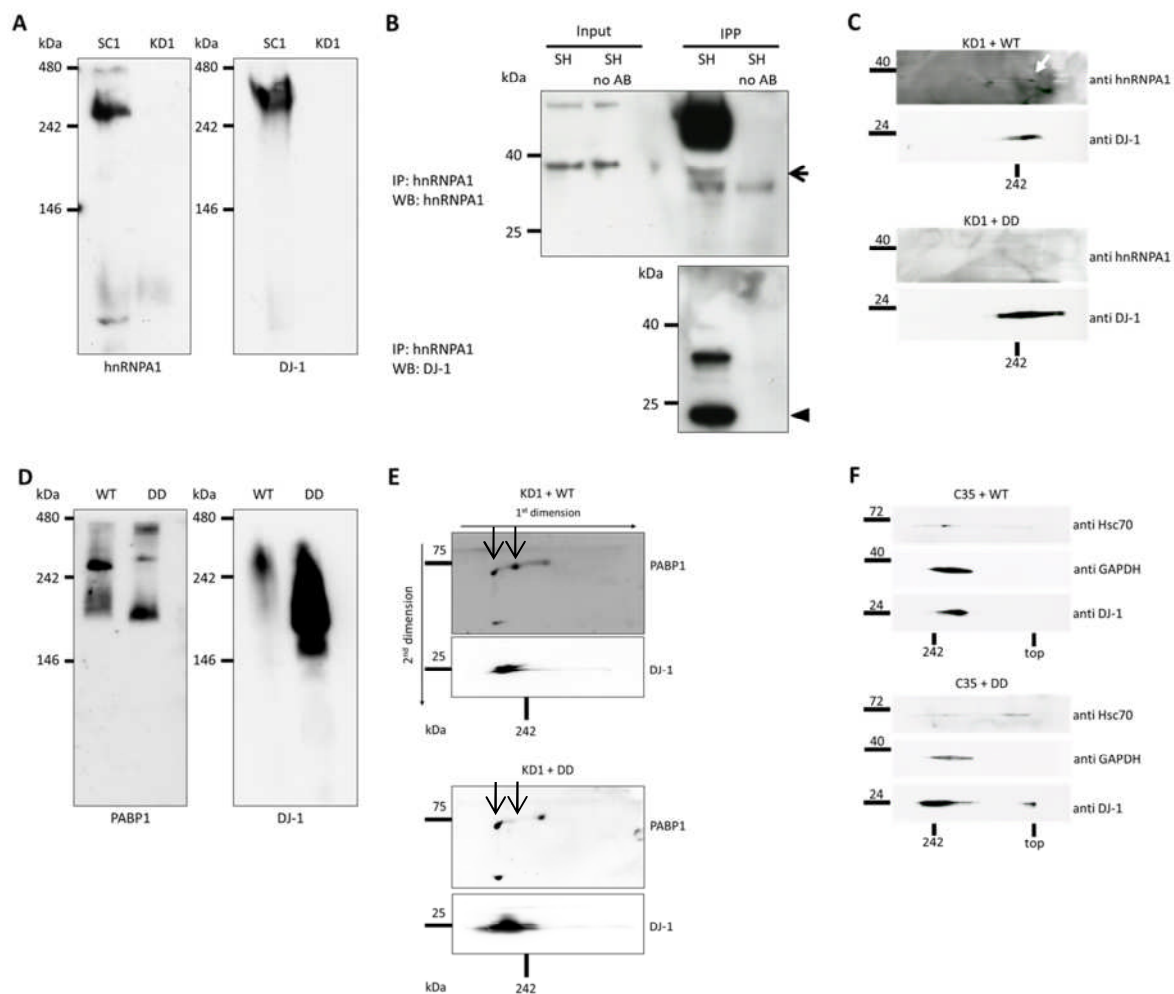 A
kDa SC1 KD1 kDa SC1 KD1
480 480
242 242
146 146
hnRNPA1 DJ-1
B
Input IPP
SH SH no AB SH SH no AB
kDa
40
25
IP: hnRNPA1
WB: hnRNPA1
kDa
40
25
IP: hnRNPA1
WB: DJ-1
C
KD1 + WT
40 anti hnRNPA1
24 anti DJ-1
242
KD1 + DD
40 anti hnRNPA1
24 anti DJ-1
242
D
kDa WT DD kDa WT DD
480 480
242 242
146 146
PABP1 DJ-1
E
KD1 + WT
1st dimension
2nd dimension
75 PABP1
25 DJ-1
kDa 242
KD1 + DD
75 PABP1
25 DJ-1
kDa 242
F
C35 + WT
72 anti Hsc70
40 anti GAPDH
24 anti DJ-1
242 top
C35 + DD
72 anti Hsc70
40 anti GAPDH
24 anti DJ-1
242 top